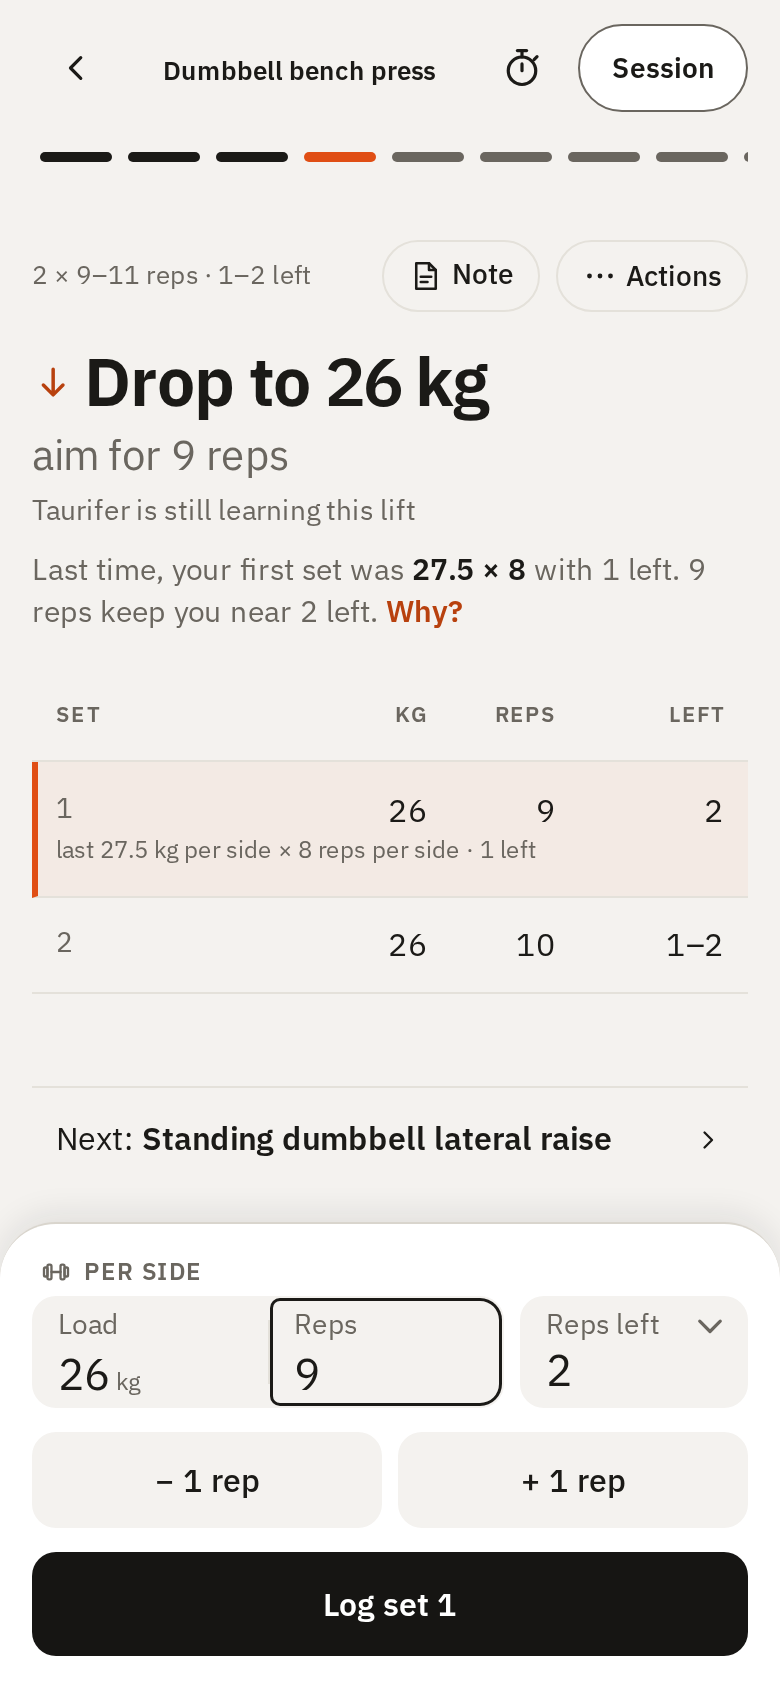 Dumbbell bench press
Session
2 × 9–11 reps · 1–2 left
Note
Actions
Drop to 26 kg
aim for 9 reps
Taurifer is still learning this lift
Last time, your first set was 27.5 × 8 with 1 left. 9
reps keep you near 2 left. Why?
SET KG REPS LEFT
1 26 9 2
last 27.5 kg per side × 8 reps per side · 1 left
2 26 10 1–2
Next: Standing dumbbell lateral raise
PER SIDE
Load Reps Reps left
26 kg 9 2
− 1 rep + 1 rep
Log set 1